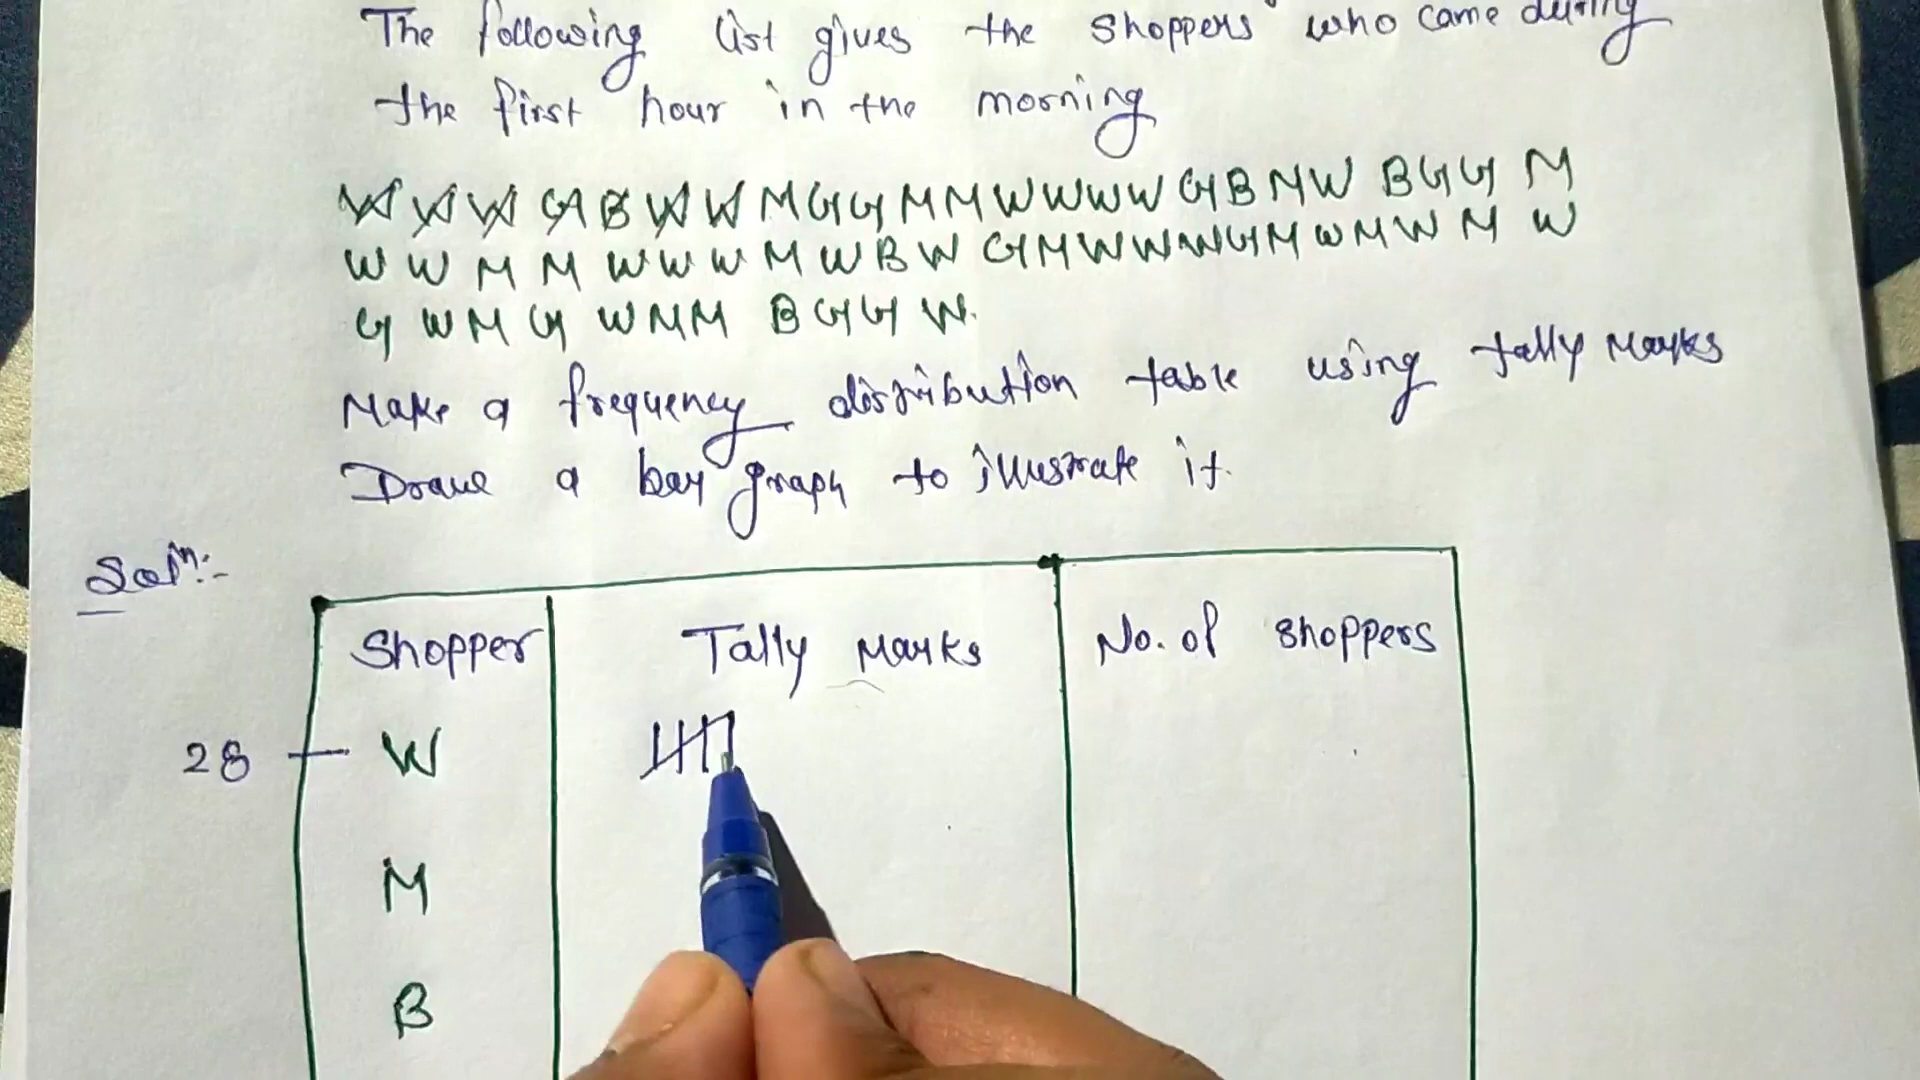 The following list gives the shoppers who came during
the first hour in the morning
W W W G B W W M G G M M W W W W G B M W B G G M
W W M M W W W M W B W G M W W W W G M W M W M W
G W M G W M M B G G W.
Make a frequency distribution table using tally Marks
Draw a bar graph to illustrate it.
Soln:-
Shopper Tally Marks No. of shoppers
28 — W
M
B